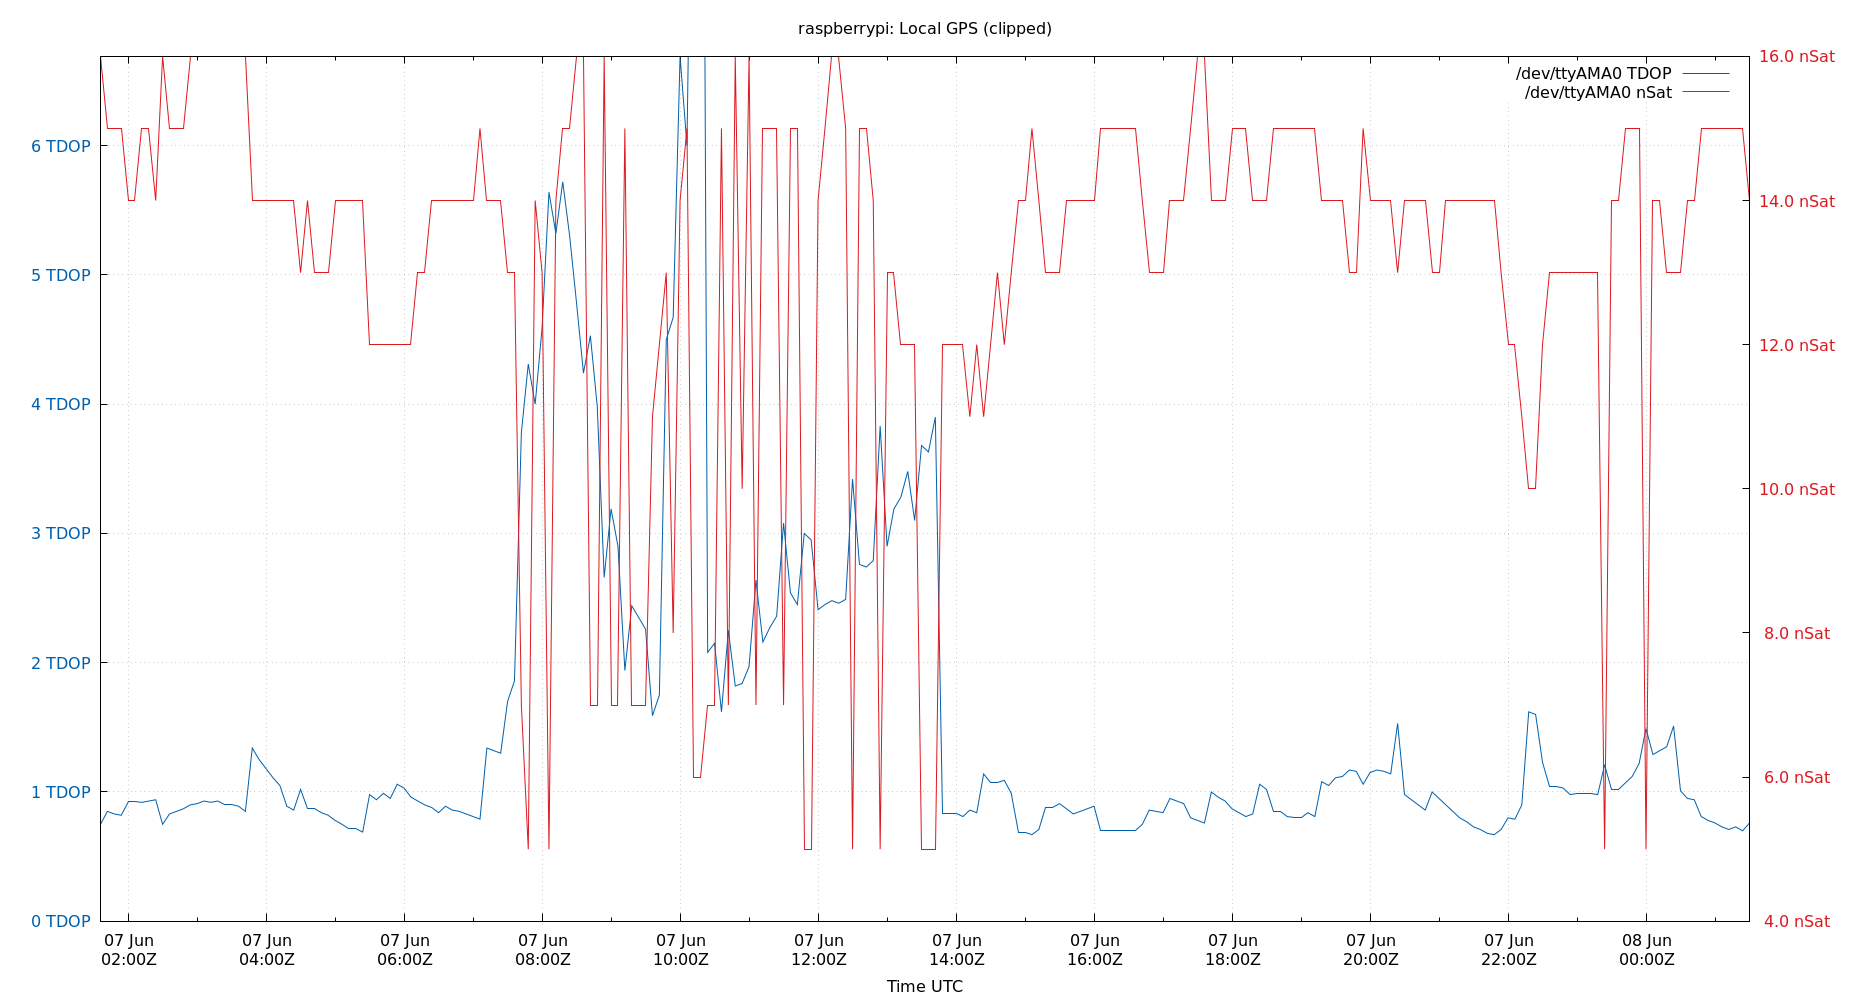 raspberrypi: Local GPS (clipped)
/dev/ttyAMA0 TDOP
/dev/ttyAMA0 nSat
6 TDOP
5 TDOP
4 TDOP
3 TDOP
2 TDOP
1 TDOP
0 TDOP
16.0 nSat
14.0 nSat
12.0 nSat
10.0 nSat
8.0 nSat
6.0 nSat
4.0 nSat
07 Jun 07 Jun 07 Jun 07 Jun 07 Jun 07 Jun 07 Jun 07 Jun 07 Jun 07 Jun 07 Jun 08 Jun
02:00Z 04:00Z 06:00Z 08:00Z 10:00Z 12:00Z 14:00Z 16:00Z 18:00Z 20:00Z 22:00Z 00:00Z
Time UTC